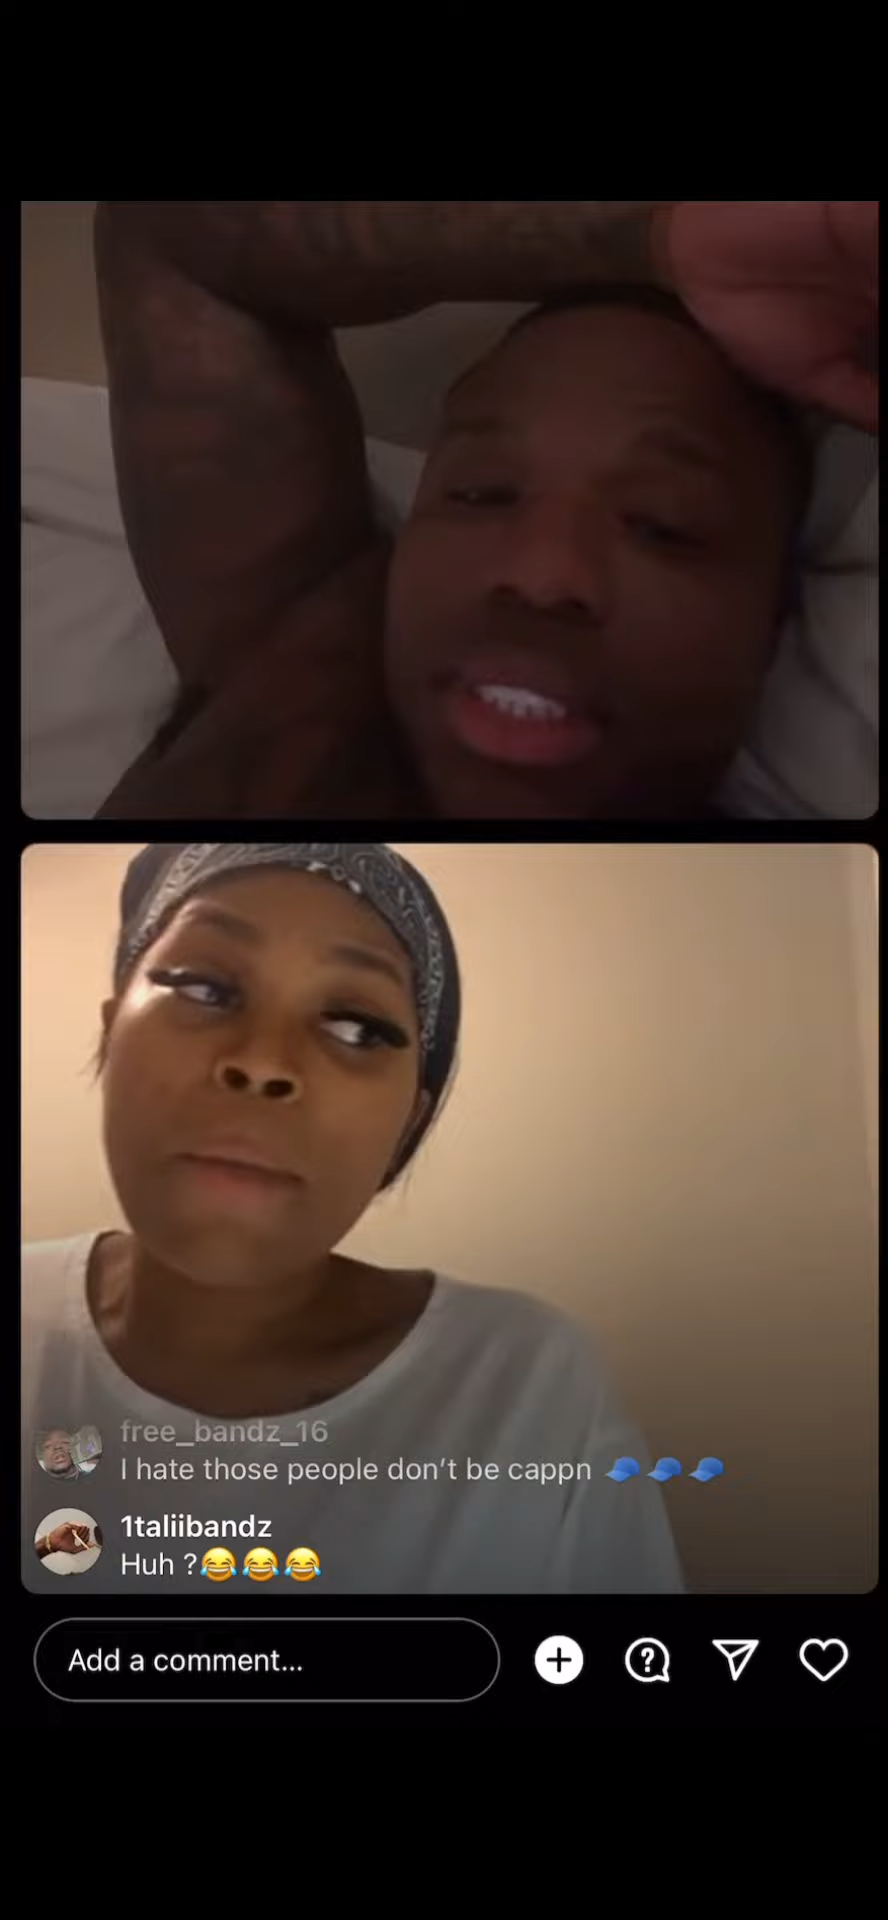 free_bandz_16
I hate those people don't be cappn 🧢🧢🧢
1taliibandz
Huh ?😂😂😂
Add a comment...